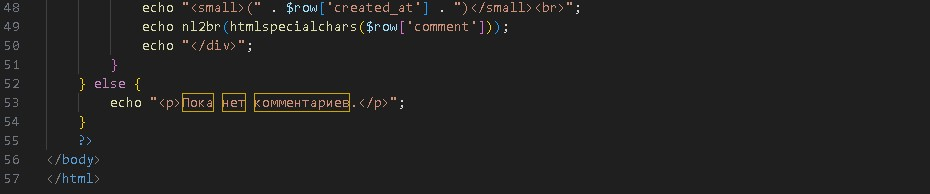 48 echo "<small>(" . $row['created_at'] . ")</small><br>";
49 echo nl2br(htmlspecialchars($row['comment']));
50 echo "</div>";
51 }
52 } else {
53 echo "<p>Пока нет комментариев.</p>";
54 }
55 ?>
56 </body>
57 </html>